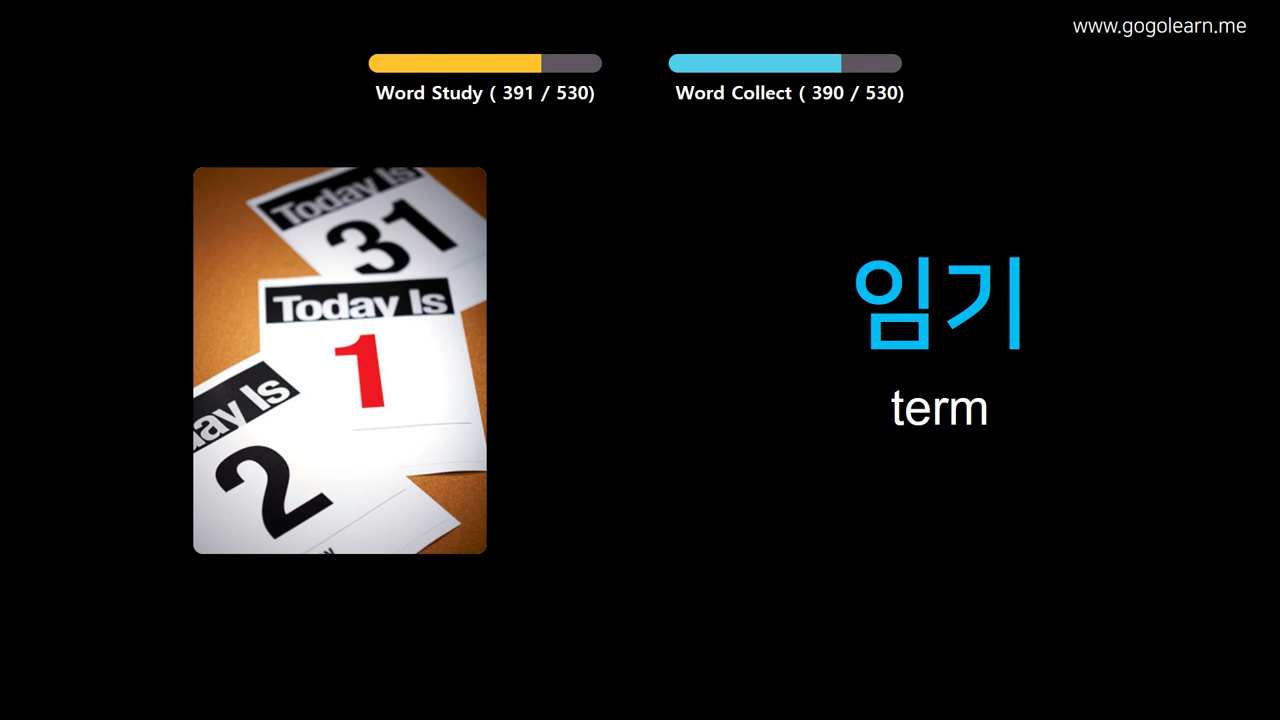 www.gogolearn.me
Word Study ( 391 / 530)
Word Collect ( 390 / 530)
Today Is
31
Today Is
1
day Is
2
임기
term